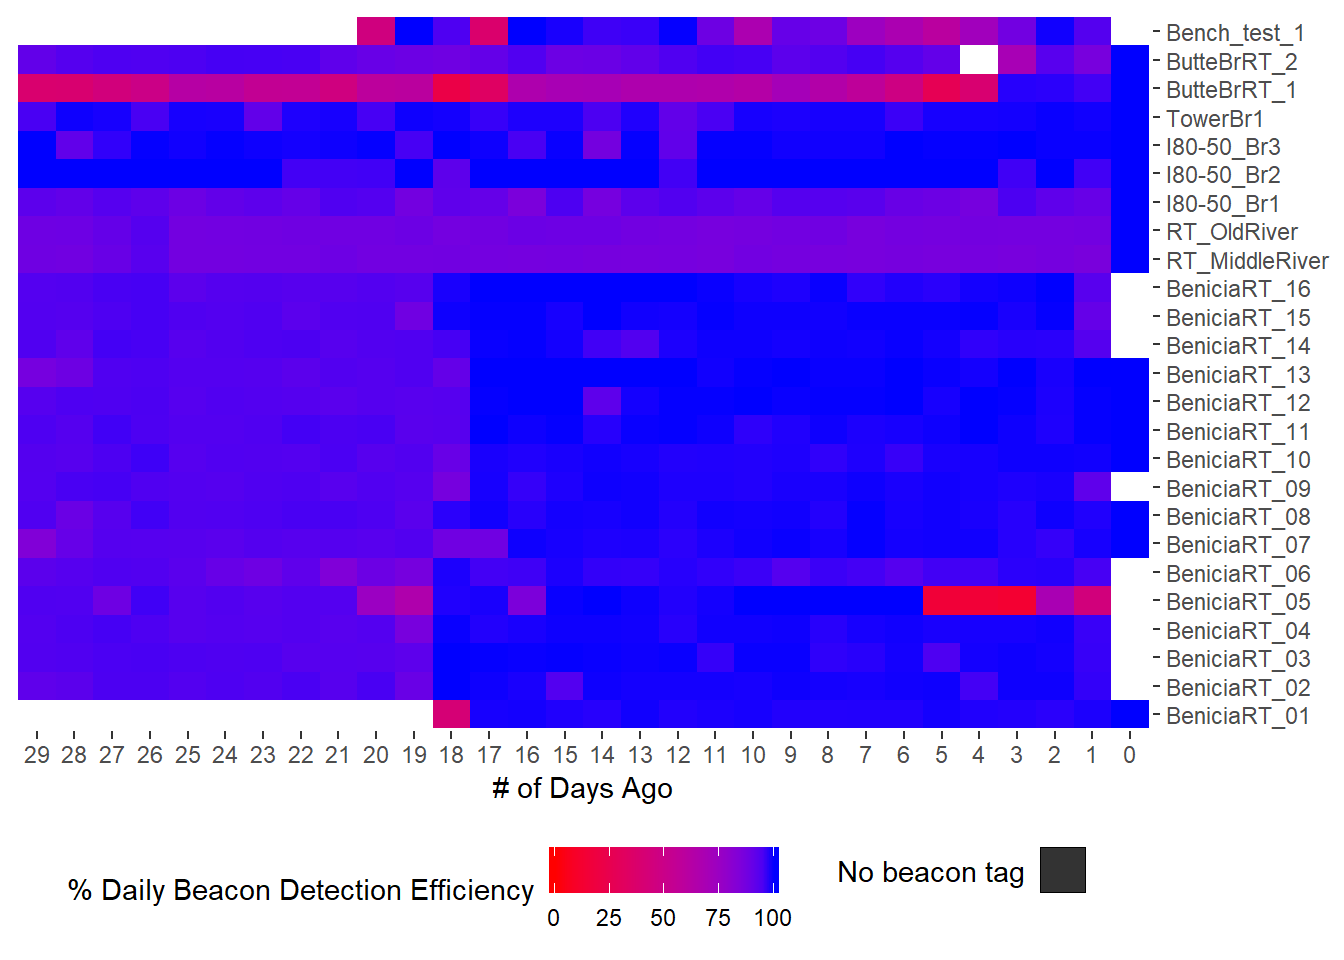 Bench_test_1
ButteBrRT_2
ButteBrRT_1
TowerBr1
I80-50_Br3
I80-50_Br2
I80-50_Br1
RT_OldRiver
RT_MiddleRiver
BeniciaRT_16
BeniciaRT_15
BeniciaRT_14
BeniciaRT_13
BeniciaRT_12
BeniciaRT_11
BeniciaRT_10
BeniciaRT_09
BeniciaRT_08
BeniciaRT_07
BeniciaRT_06
BeniciaRT_05
BeniciaRT_04
BeniciaRT_03
BeniciaRT_02
BeniciaRT_01
29 28 27 26 25 24 23 22 21 20 19 18 17 16 15 14 13 12 11 10 9 8 7 6 5 4 3 2 1 0
# of Days Ago
% Daily Beacon Detection Efficiency
0 25 50 75 100
No beacon tag